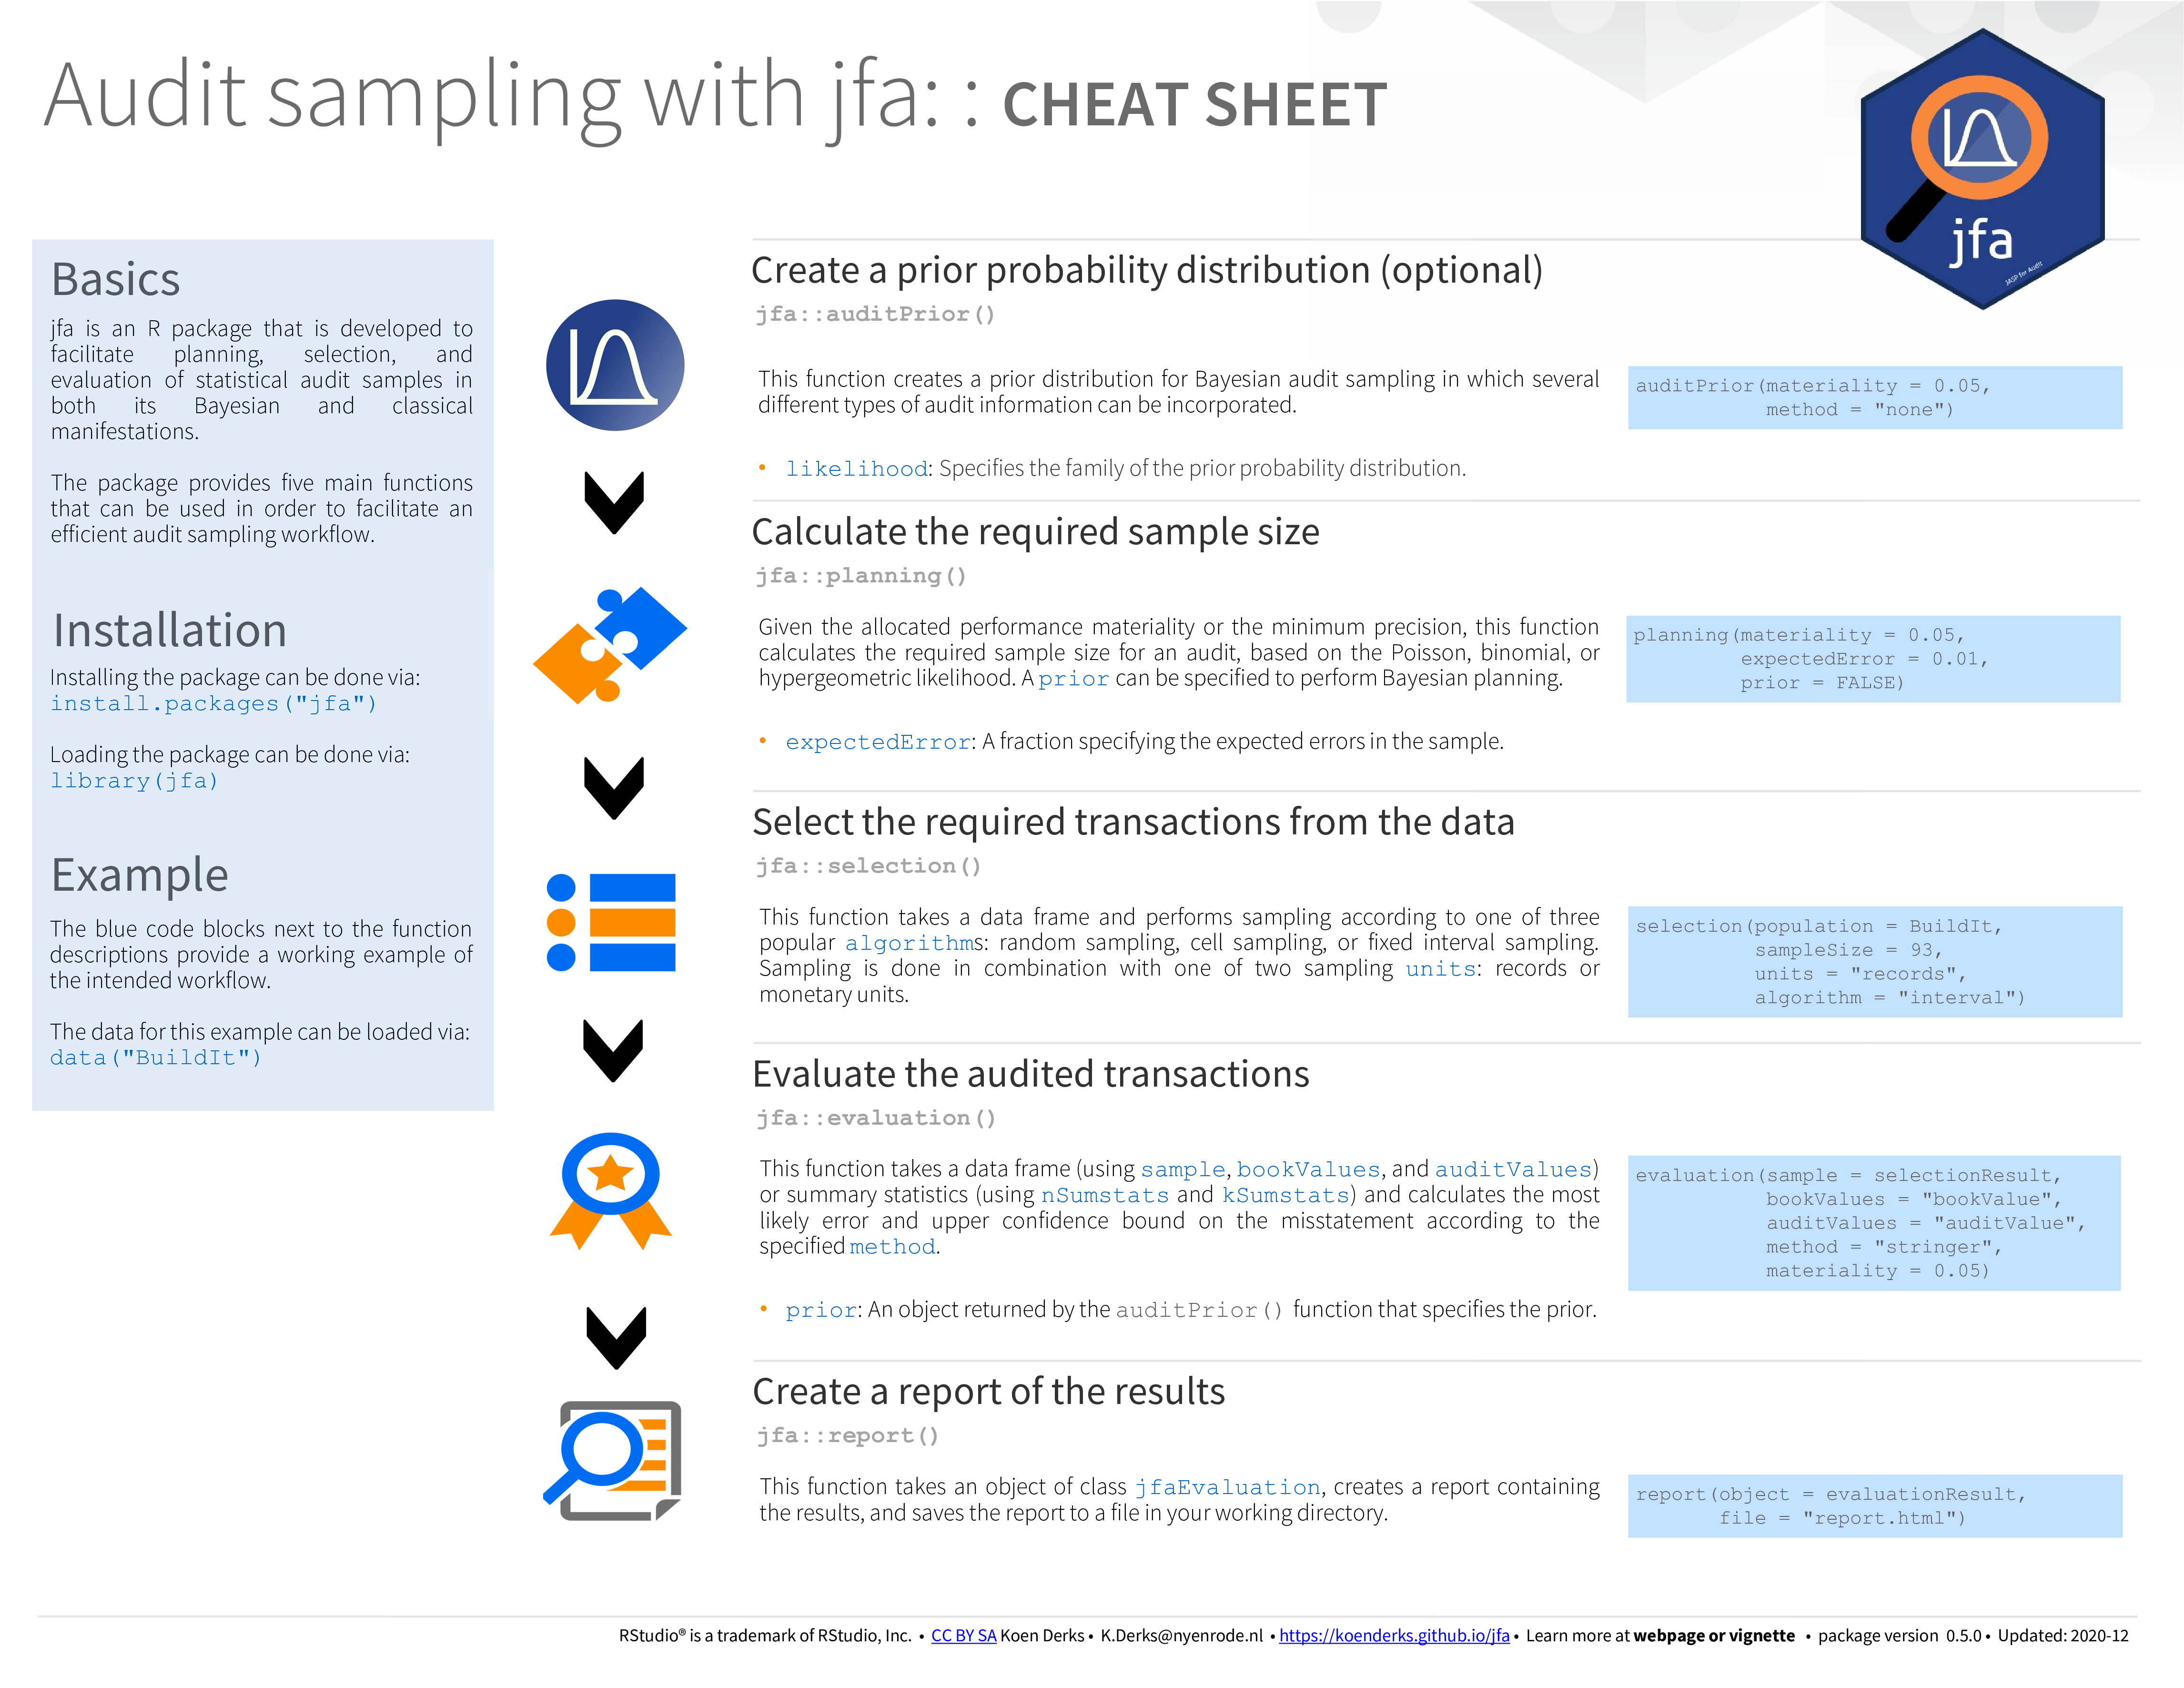 Audit sampling with jfa: : CHEAT SHEET
jfa
JASP for Audit
Basics
jfa is an R package that is developed to
facilitate planning, selection, and
evaluation of statistical audit samples in
both its Bayesian and classical
manifestations.
The package provides five main functions
that can be used in order to facilitate an
efficient audit sampling workflow.
Installation
Installing the package can be done via:
install.packages("jfa")
Loading the package can be done via:
library(jfa)
Example
The blue code blocks next to the function
descriptions provide a working example of
the intended workflow.
The data for this example can be loaded via:
data("BuildIt")
Create a prior probability distribution (optional)
jfa::auditPrior()
This function creates a prior distribution for Bayesian audit sampling in which several
different types of audit information can be incorporated.
• likelihood: Specifies the family of the prior probability distribution.
auditPrior(materiality = 0.05,
method = "none")
Calculate the required sample size
jfa::planning()
Given the allocated performance materiality or the minimum precision, this function
calculates the required sample size for an audit, based on the Poisson, binomial, or
hypergeometric likelihood. A prior can be specified to perform Bayesian planning.
• expectedError: A fraction specifying the expected errors in the sample.
planning(materiality = 0.05,
expectedError = 0.01,
prior = FALSE)
Select the required transactions from the data
jfa::selection()
This function takes a data frame and performs sampling according to one of three
popular algorithms: random sampling, cell sampling, or fixed interval sampling.
Sampling is done in combination with one of two sampling units: records or
monetary units.
selection(population = BuildIt,
sampleSize = 93,
units = "records",
algorithm = "interval")
Evaluate the audited transactions
jfa::evaluation()
This function takes a data frame (using sample, bookValues, and auditValues)
or summary statistics (using nSumstats and kSumstats) and calculates the most
likely error and upper confidence bound on the misstatement according to the
specified method.
• prior: An object returned by the auditPrior() function that specifies the prior.
evaluation(sample = selectionResult,
bookValues = "bookValue",
auditValues = "auditValue",
method = "stringer",
materiality = 0.05)
Create a report of the results
jfa::report()
This function takes an object of class jfaEvaluation, creates a report containing
the results, and saves the report to a file in your working directory.
report(object = evaluationResult,
file = "report.html")
RStudio® is a trademark of RStudio, Inc. • CC BY SA Koen Derks • K.Derks@nyenrode.nl • https://koenderks.github.io/jfa • Learn more at webpage or vignette • package version 0.5.0 • Updated: 2020-12